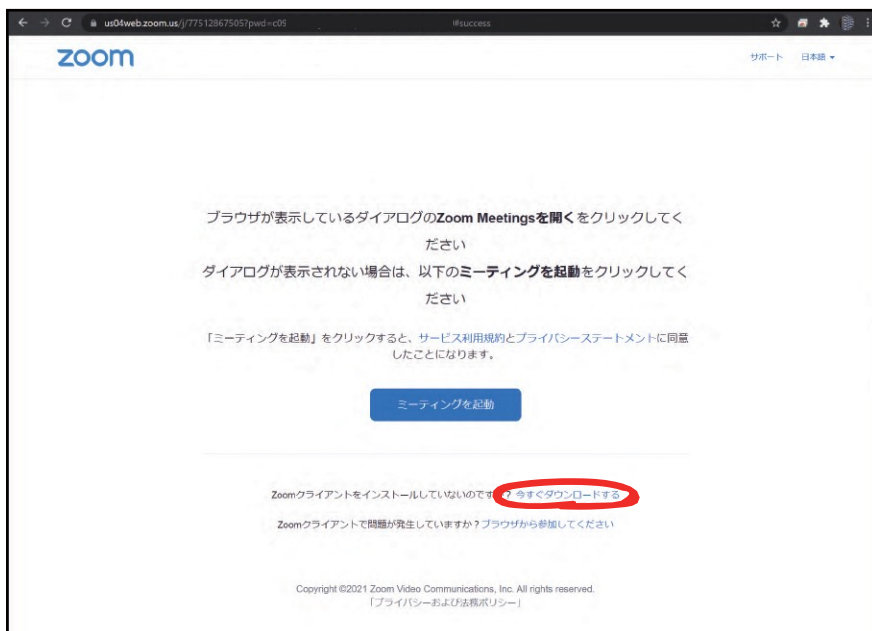 us04web.zoom.us/j/77512867505?pwd=c09 #success
zoom
サポート 日本語
ブラウザが表示しているダイアログのZoom Meetingsを開くをクリックしてく
ださい
ダイアログが表示されない場合は、以下のミーティングを起動をクリックしてく
ださい
「ミーティングを起動」をクリックすると、サービス利用規約とプライバシーステートメントに同意
したことになります。
ミーティングを起動
Zoomクライアントをインストールしていないのです ? 今すぐダウンロードする
Zoomクライアントで問題が発生していますか？ブラウザから参加してください
Copyright ©2021 Zoom Video Communications, Inc. All rights reserved.
「プライバシーおよび法務ポリシー」